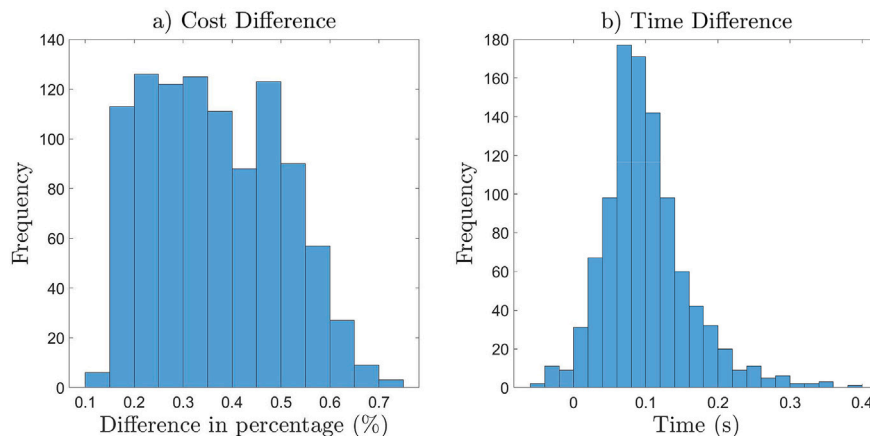 a) Cost Difference
140
120
100
80
60
40
20
0
Frequency
0.1 0.2 0.3 0.4 0.5 0.6 0.7
Difference in percentage (%)
b) Time Difference
180
160
140
120
100
80
60
40
20
0
Frequency
0 0.1 0.2 0.3 0.4
Time (s)